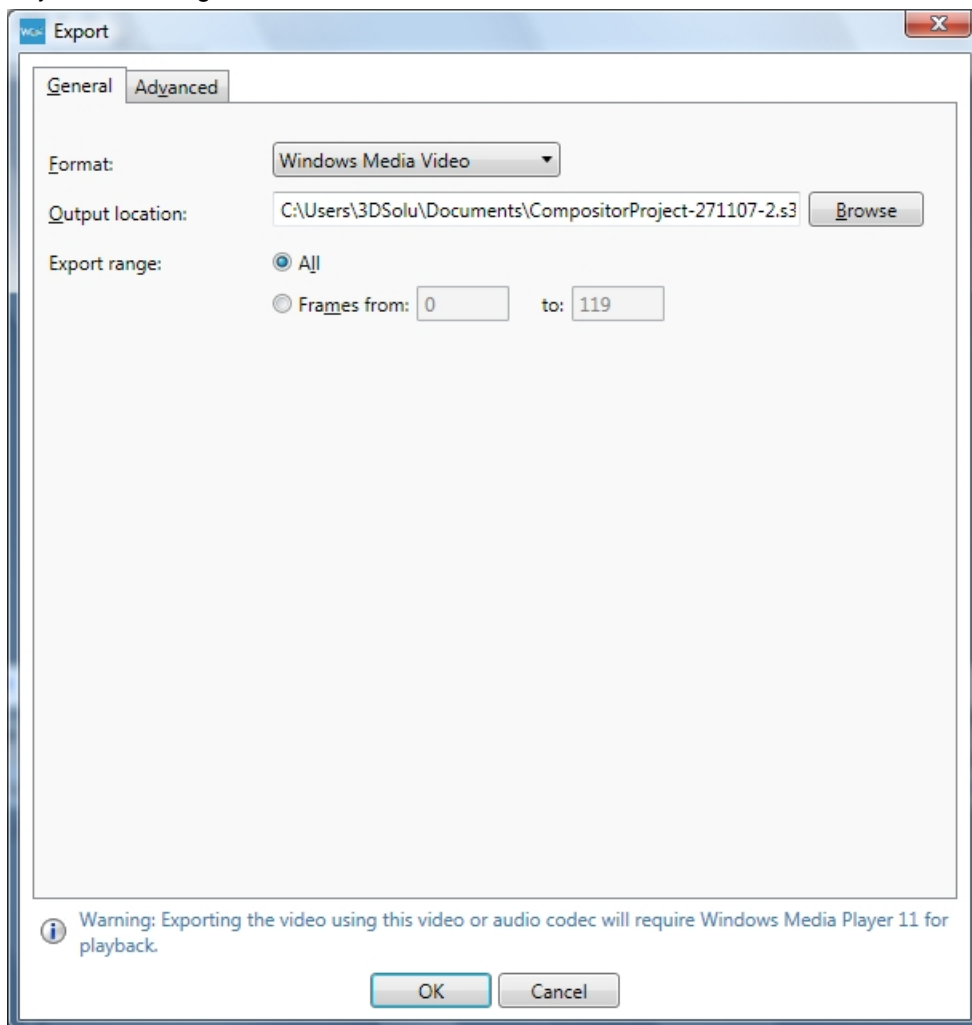 Export
General Advanced
Format: Windows Media Video
Output location: C:\Users\3DSolu\Documents\CompositorProject-271107-2.s3 Browse
Export range: All
Frames from: 0 to: 119
Warning: Exporting the video using this video or audio codec will require Windows Media Player 11 for
playback.
OK Cancel